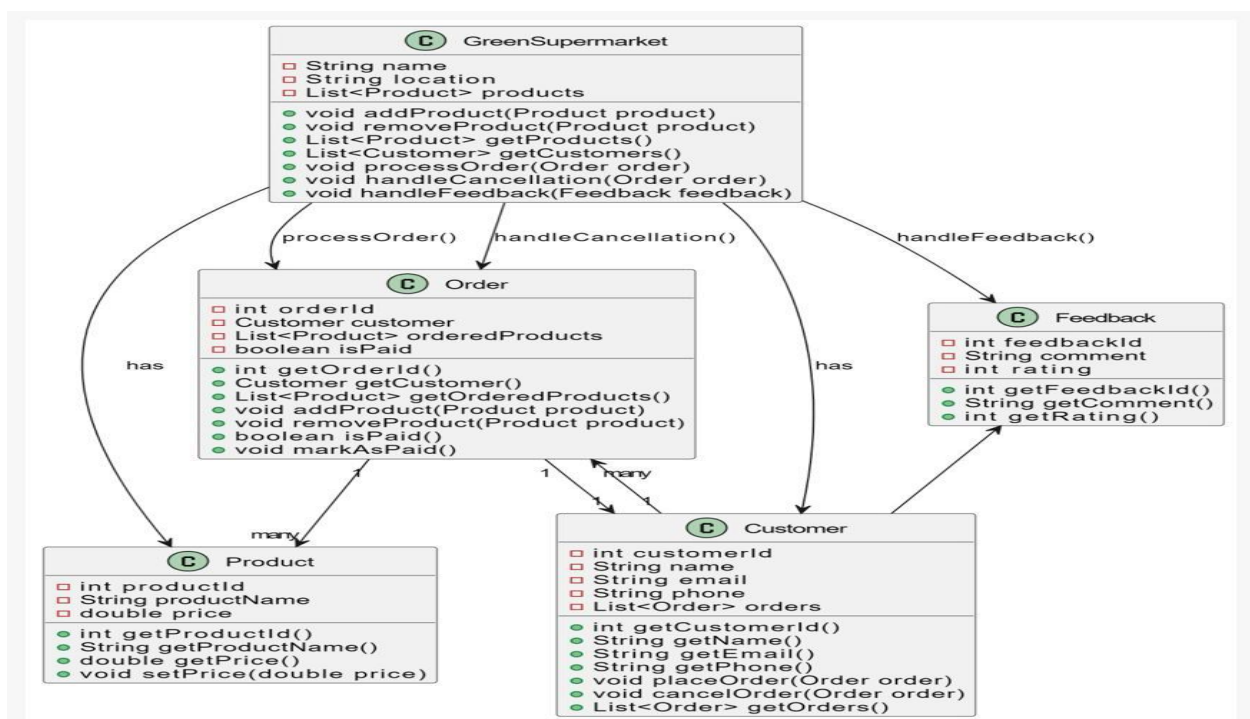 C GreenSupermarket
String name
String location
List<Product> products
void addProduct(Product product)
void removeProduct(Product product)
List<Product> getProducts()
List<Customer> getCustomers()
void processOrder(Order order)
void handleCancellation(Order order)
void handleFeedback(Feedback feedback)
processOrder() handleCancellation() handleFeedback()
C Order
int orderId
Customer customer
List<Product> orderedProducts
boolean isPaid
int getOrderId()
Customer getCustomer()
List<Product> getOrderedProducts()
void addProduct(Product product)
void removeProduct(Product product)
boolean isPaid()
void markAsPaid()
C Feedback
int feedbackId
String comment
int rating
int getFeedbackId()
String getComment()
int getRating()
has has
1 1 many
1 1
many
C Product
int productId
String productName
double price
int getProductId()
String getProductName()
double getPrice()
void setPrice(double price)
C Customer
int customerId
String name
String email
String phone
List<Order> orders
int getCustomerId()
String getName()
String getEmail()
String getPhone()
void placeOrder(Order order)
void cancelOrder(Order order)
List<Order> getOrders()